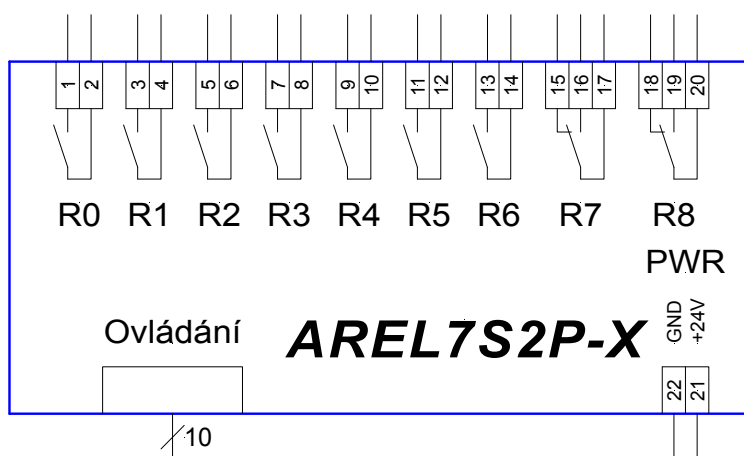 1 2 3 4 5 6 7 8 9 10 11 12 13 14 15 16 17 18 19 20
R0 R1 R2 R3 R4 R5 R6 R7 R8
PWR
GND
+24V
Ovládání
AREL7S2P-X
22 21
10